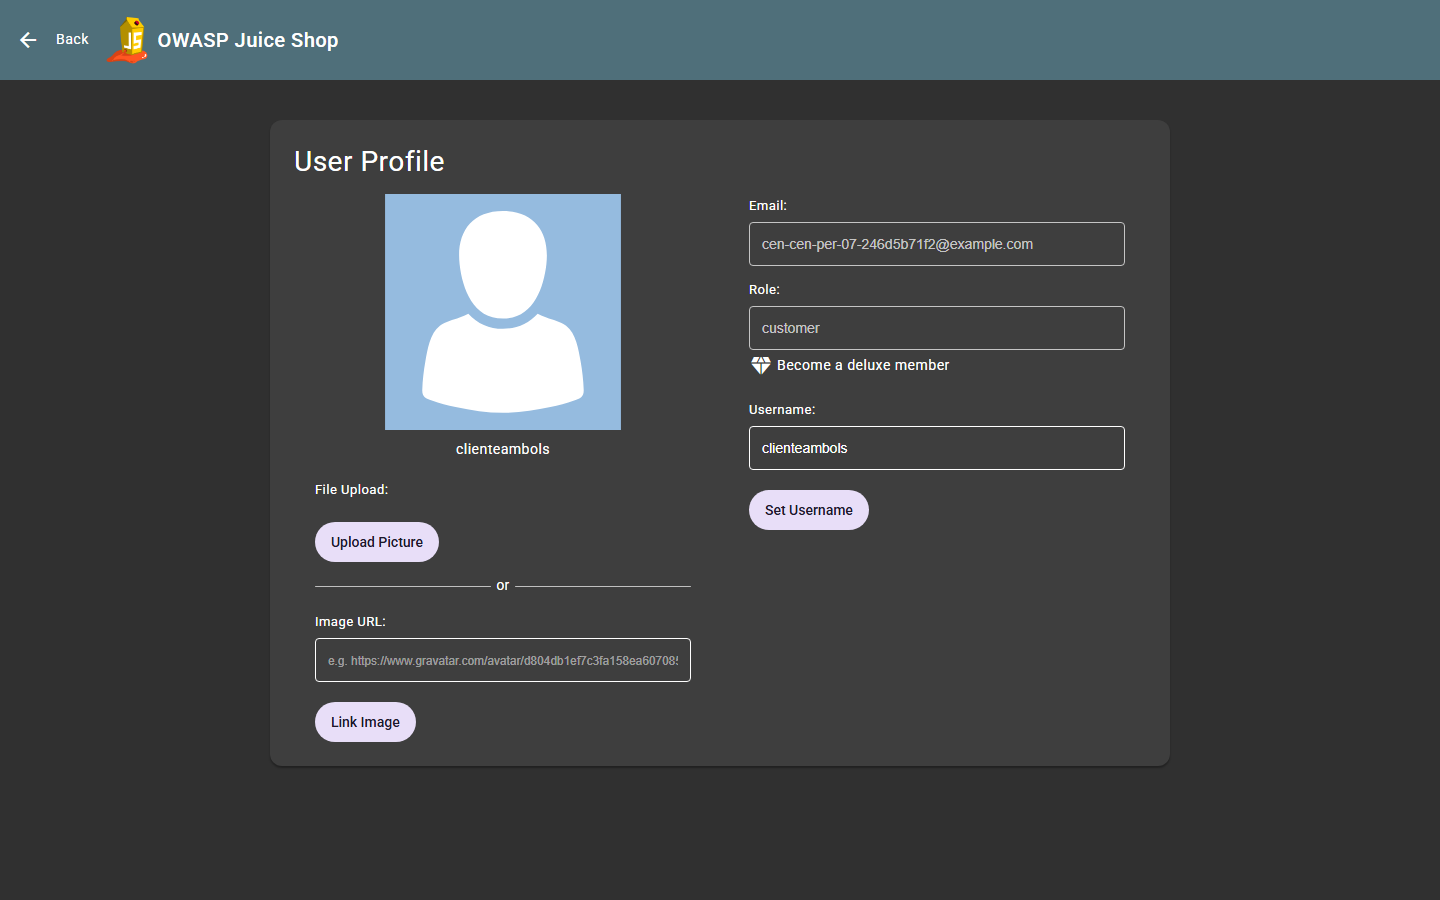 Back
OWASP Juice Shop
User Profile
clienteambols
File Upload:
Upload Picture
or
Image URL:
e.g. https://www.gravatar.com/avatar/d804db1ef7c3fa158ea607085
Link Image
Email:
cen-cen-per-07-246d5b71f2@example.com
Role:
customer
Become a deluxe member
Username:
clienteambols
Set Username